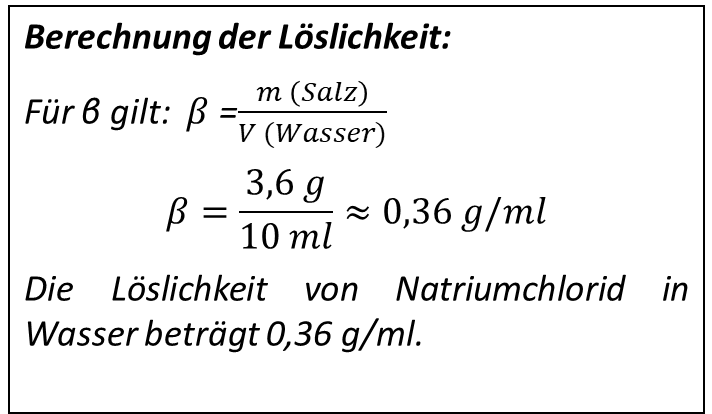 Berechnung der Löslichkeit:
Für β gilt: β = m (Salz) / V (Wasser)
β = 3,6 g / 10 ml ≈ 0,36 g/ml
Die Löslichkeit von Natriumchlorid in
Wasser beträgt 0,36 g/ml.